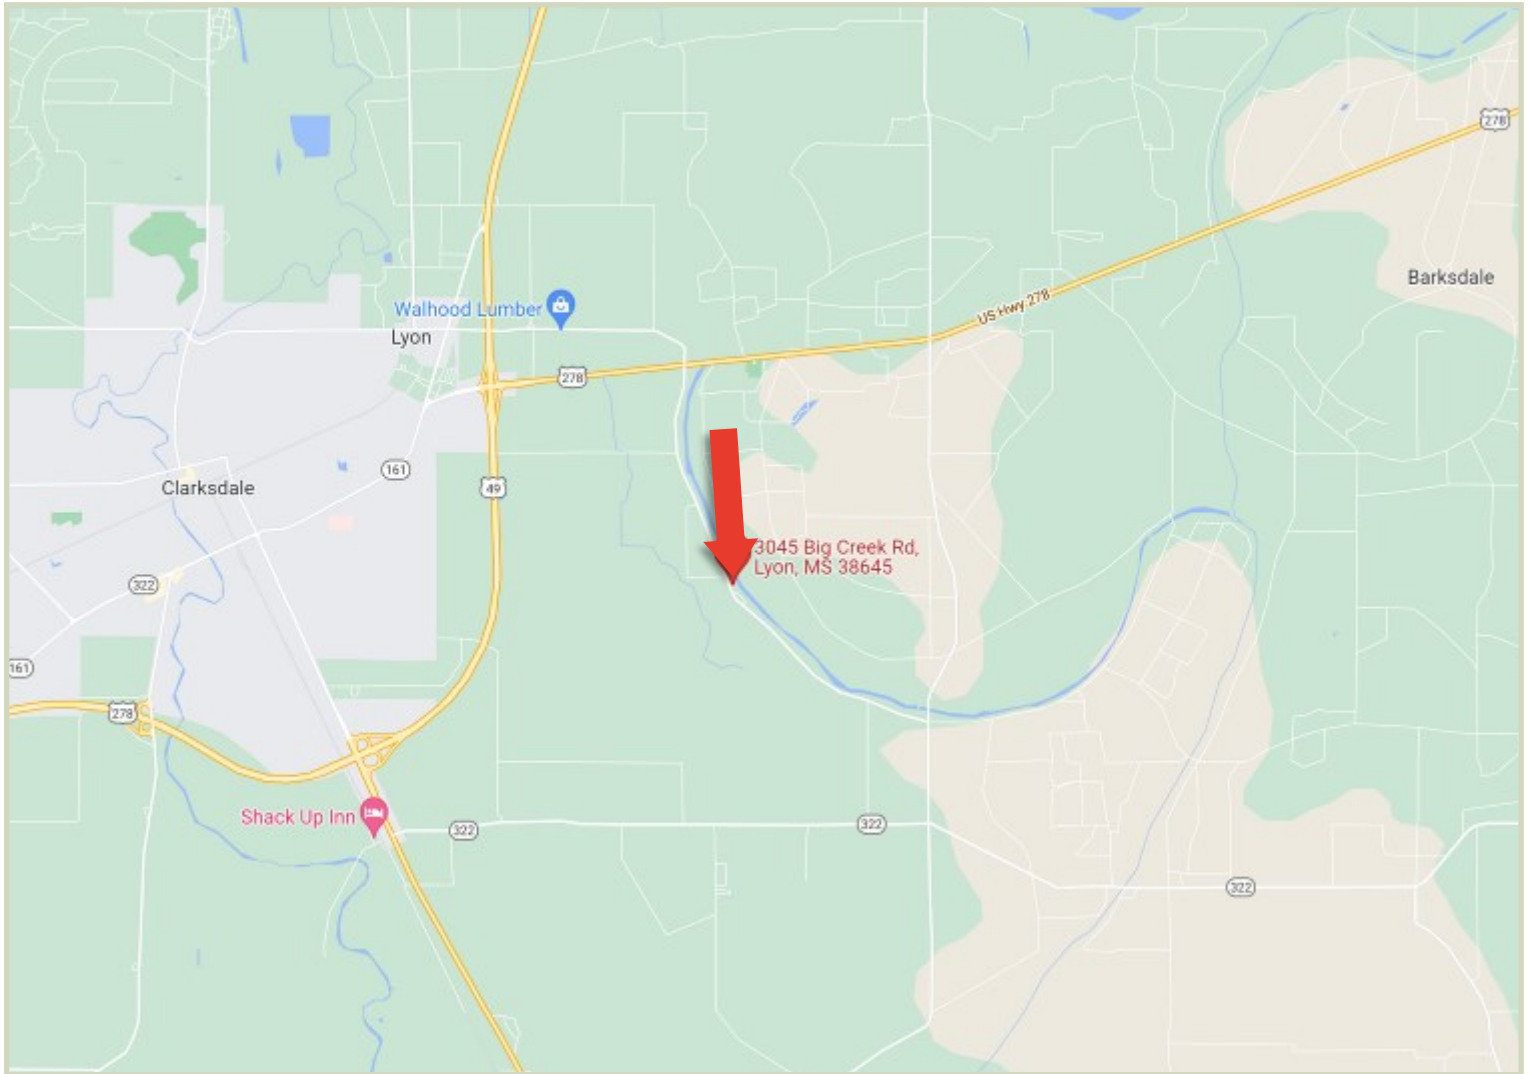 278
Barksdale
US Hwy 278
Walhood Lumber
Lyon
278
161
Clarksdale
49
3045 Big Creek Rd,
Lyon, MS 38645
322
161
278
Shack Up Inn
322
322
322